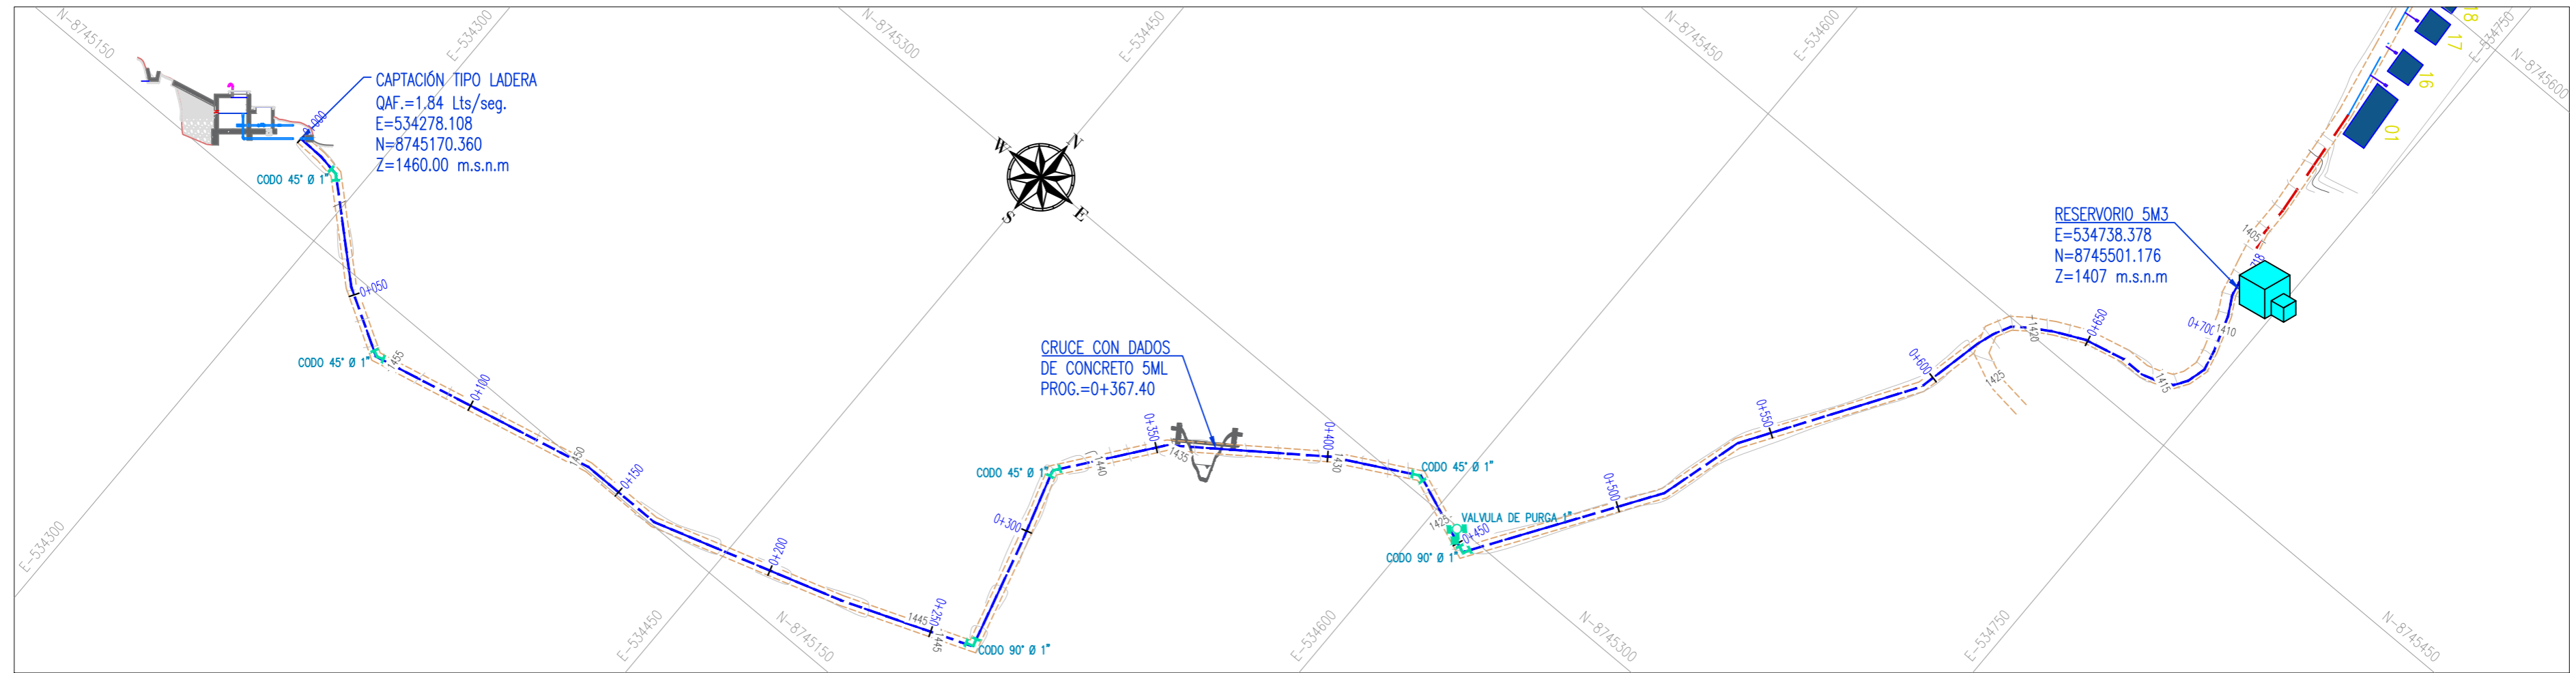 N-8745150
E-534300
N-8745300
E-534450
N-8745450
E-534600
E-534750
N-8745600
18
17
16
01
CAPTACIÓN TIPO LADERA
QAF.=1.84 Lts/seg.
E=534278.108
N=8745170.360
Z=1460.00 m.s.n.m
0+000
CODO 45° Ø 1"
0+050
CODO 45° Ø 1"
1455
0+100
1450
0+150
0+200
1445
0+250
1445
CODO 90° Ø 1"
0+300
CODO 45° Ø 1"
1440
0+350
1435
CRUCE CON DADOS
DE CONCRETO 5ML
PROG.=0+367.40
W
N
S
E
0+400
1430
CODO 45° Ø 1"
1425
VALVULA DE PURGA 1"
0+450
CODO 90° Ø 1"
0+500
0+550
0+600
1425
1420
0+650
1415
0+700
1410
RESERVORIO 5M3
E=534738.378
N=8745501.176
Z=1407 m.s.n.m
1405
E-534300
E-534450
N-8745150
E-534600
N-8745300
E-534750
N-8745450